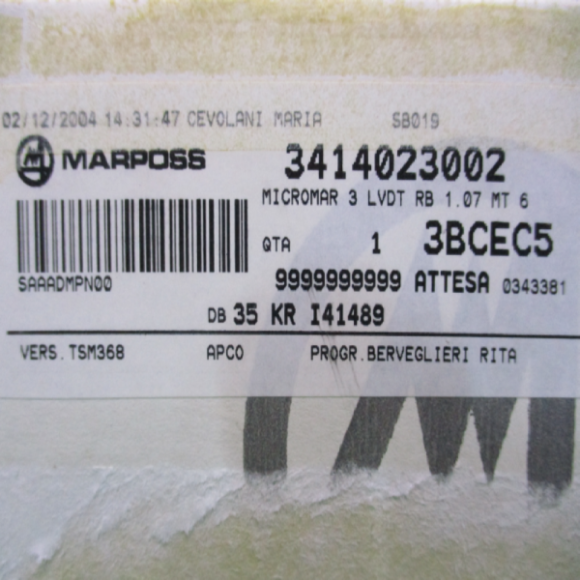 02/12/2004 14:31:47 CEVOLANI MARIA SB019
MARPOSS 3414023002
MICROMAR 3 LVDT RB 1.07 MT 6
QTA 1 3BCEC5
SAAADMPN00 9999999999 ATTESA 0343381
DB 35 KR I41489
VERS.TSM368 APCO PROGR.BERVEGLIERI RITA